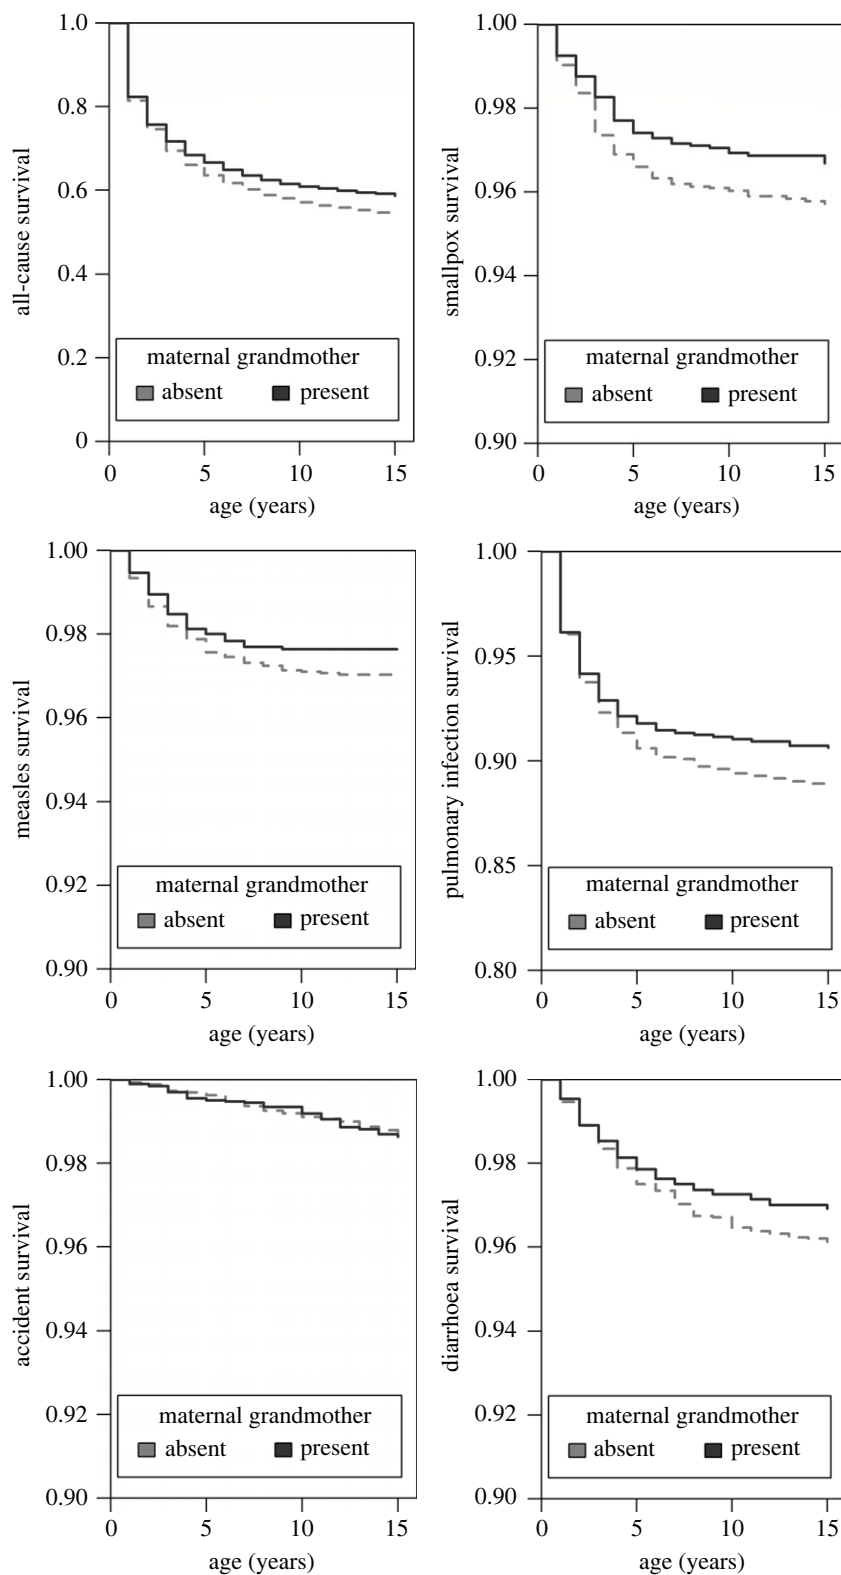 1.0
0.8
0.6
0.4
0.2
0
all-cause survival
maternal grandmother
absent present
0 5 10 15
age (years)
1.00
0.98
0.96
0.94
0.92
0.90
smallpox survival
maternal grandmother
absent present
0 5 10 15
age (years)
1.00
0.98
0.96
0.94
0.92
0.90
measles survival
maternal grandmother
absent present
0 5 10 15
age (years)
1.00
0.95
0.90
0.85
0.80
pulmonary infection survival
maternal grandmother
absent present
0 5 10 15
age (years)
1.00
0.98
0.96
0.94
0.92
0.90
accident survival
maternal grandmother
absent present
0 5 10 15
age (years)
1.00
0.98
0.96
0.94
0.92
0.90
diarrhoea survival
maternal grandmother
absent present
0 5 10 15
age (years)